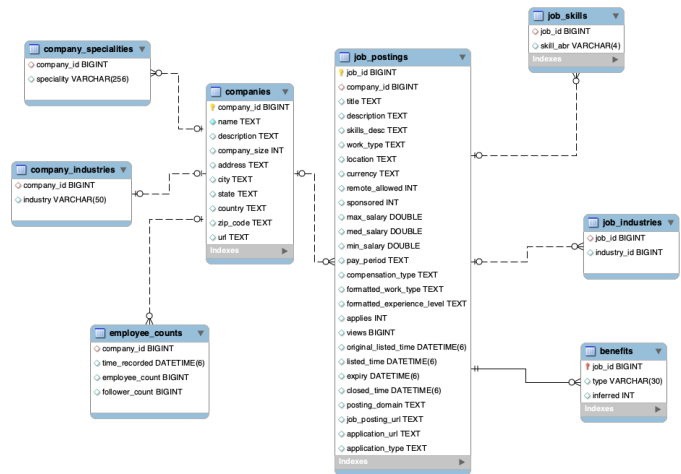 company_specialities
company_id BIGINT
speciality VARCHAR(256)
company_industries
company_id BIGINT
industry VARCHAR(50)
employee_counts
company_id BIGINT
time_recorded DATETIME(6)
employee_count BIGINT
follower_count BIGINT
companies
company_id BIGINT
name TEXT
description TEXT
company_size INT
address TEXT
city TEXT
state TEXT
country TEXT
zip_code TEXT
url TEXT
Indexes
job_postings
job_id BIGINT
company_id BIGINT
title TEXT
description TEXT
skills_desc TEXT
work_type TEXT
location TEXT
currency TEXT
remote_allowed INT
sponsored INT
max_salary DOUBLE
med_salary DOUBLE
min_salary DOUBLE
pay_period TEXT
compensation_type TEXT
formatted_work_type TEXT
formatted_experience_level TEXT
applies INT
views BIGINT
original_listed_time DATETIME(6)
listed_time DATETIME(6)
expiry DATETIME(6)
closed_time DATETIME(6)
posting_domain TEXT
job_posting_url TEXT
application_url TEXT
application_type TEXT
Indexes
job_skills
job_id BIGINT
skill_abr VARCHAR(4)
Indexes
job_industries
job_id BIGINT
industry_id BIGINT
benefits
job_id BIGINT
type VARCHAR(30)
inferred INT
Indexes